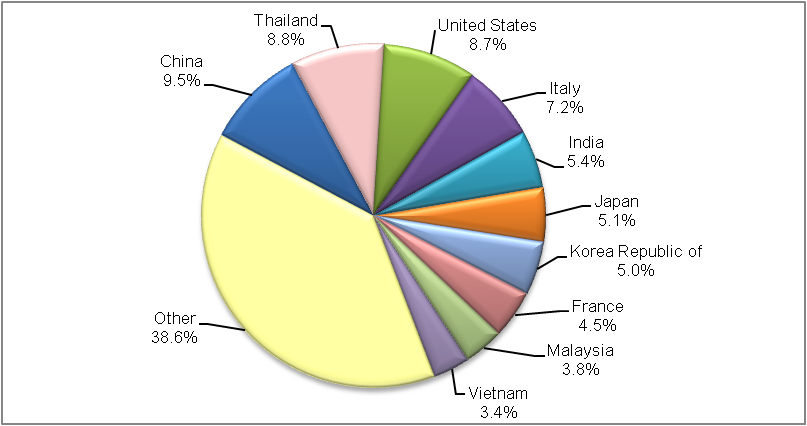 Thailand
8.8%
United States
8.7%
China
9.5%
Italy
7.2%
India
5.4%
Japan
5.1%
Korea Republic of
5.0%
France
4.5%
Other
38.6%
Malaysia
3.8%
Vietnam
3.4%